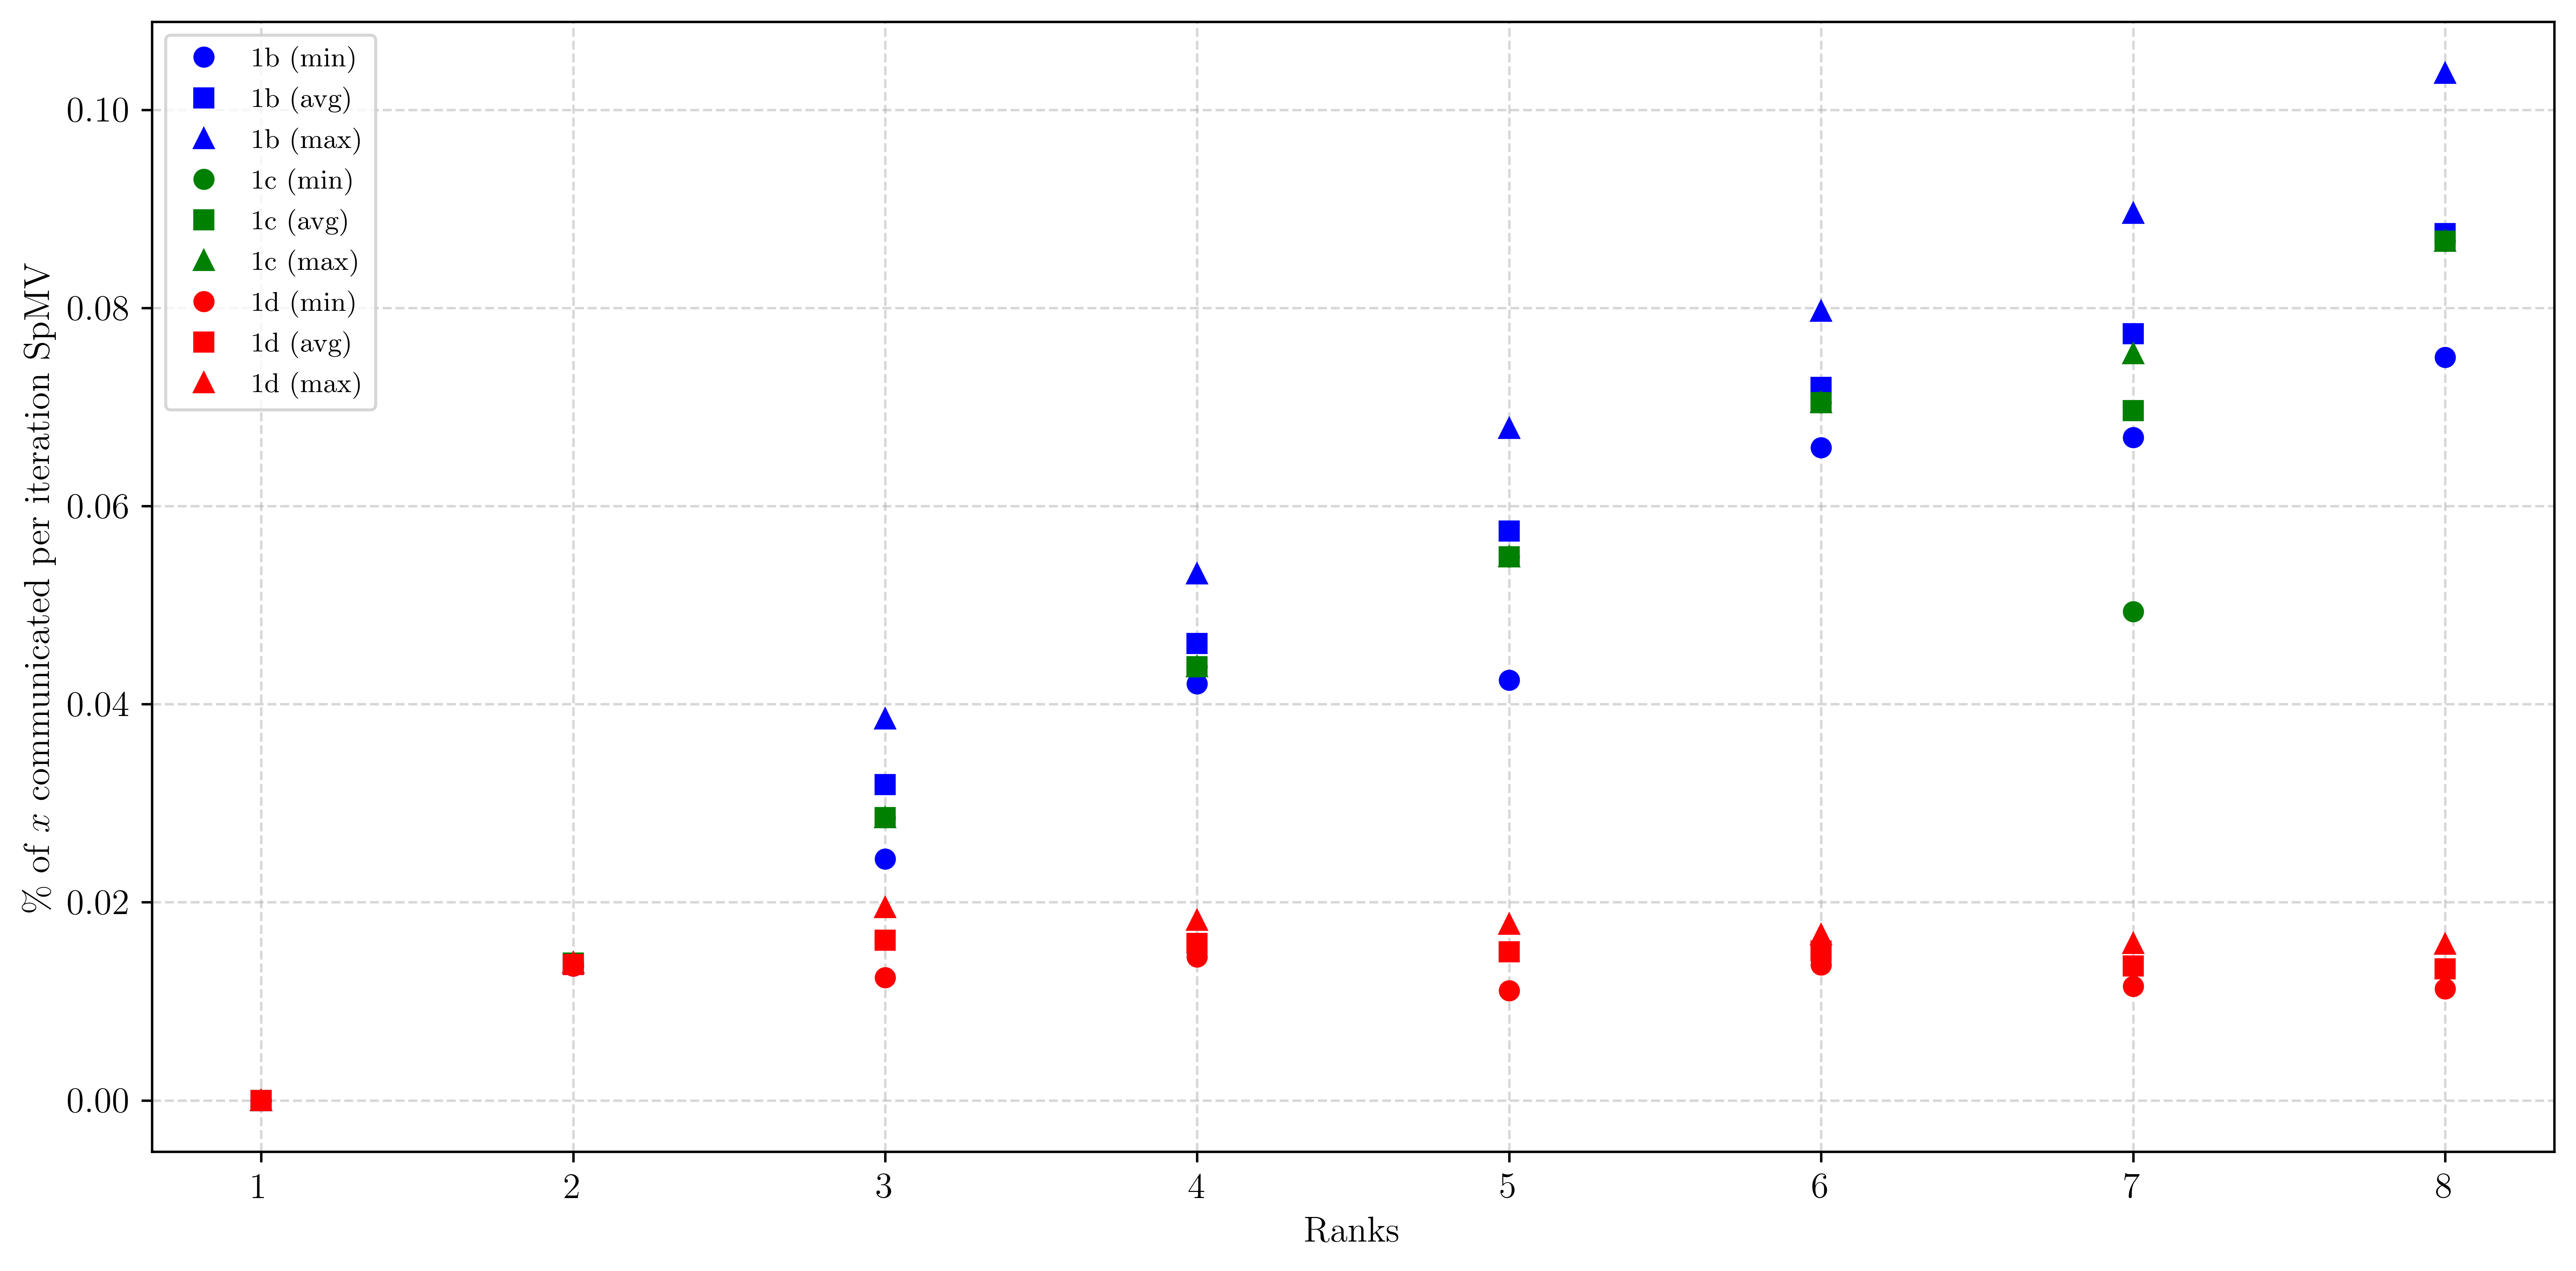 1b (min)
1b (avg)
1b (max)
1c (min)
1c (avg)
1c (max)
1d (min)
1d (avg)
1d (max)
% of x communicated per iteration SpMV
0.10
0.08
0.06
0.04
0.02
0.00
1 2 3 4 5 6 7 8
Ranks